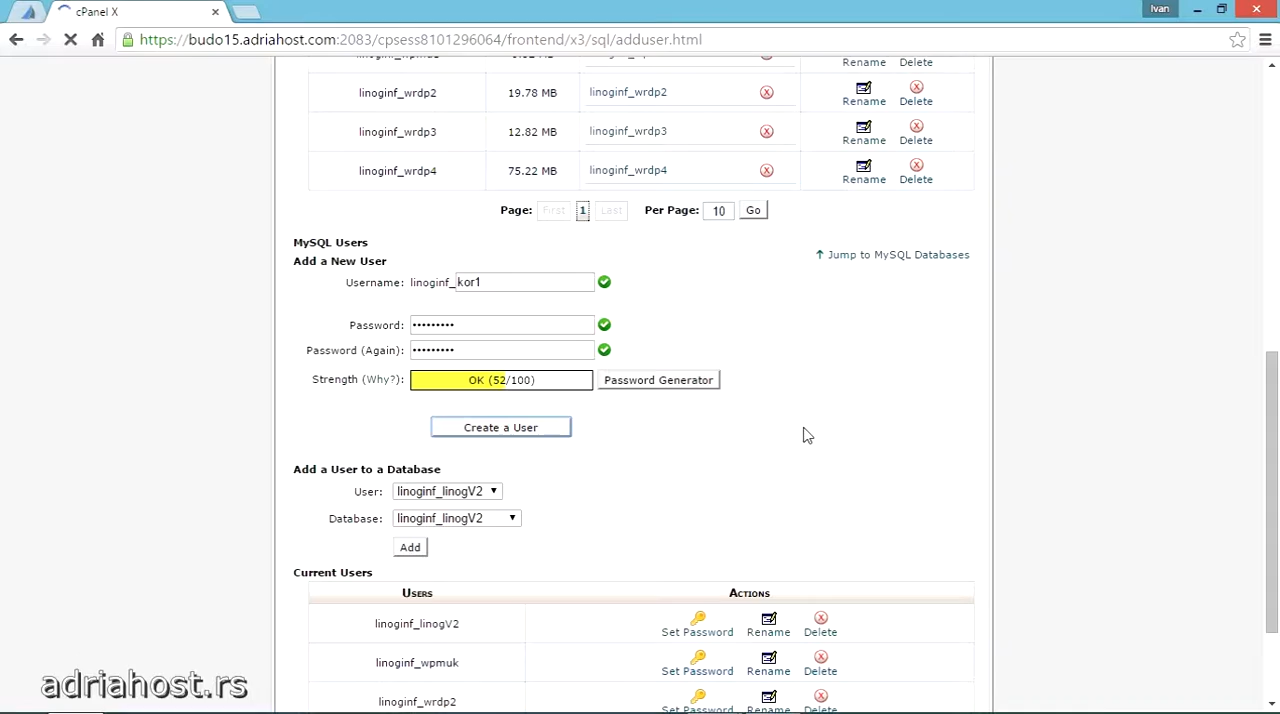 cPanel X
Ivan
https://budo15.adriahost.com:2083/cpsess8101296064/frontend/x3/sql/adduser.html
Rename Delete
linoginf_wrdp2 19.78 MB linoginf_wrdp2
Rename Delete
linoginf_wrdp3 12.82 MB linoginf_wrdp3
Rename Delete
linoginf_wrdp4 75.22 MB linoginf_wrdp4
Rename Delete
Page: First 1 Last Per Page: 10 Go
MySQL Users
Jump to MySQL Databases
Add a New User
Username: linoginf_kor1
Password: •••••••••
Password (Again): •••••••••
Strength (Why?): OK (52/100) Password Generator
Create a User
Add a User to a Database
User: linoginf_linogV2
Database: linoginf_linogV2
Add
Current Users
Users Actions
linoginf_linogV2 Set Password Rename Delete
linoginf_wpmuk Set Password Rename Delete
linoginf_wrdp2 Set Password Rename Delete
adriahost.rs